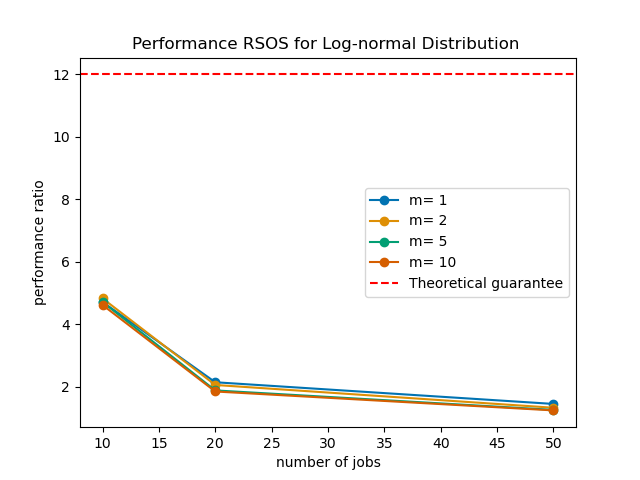 Performance RSOS for Log-normal Distribution
performance ratio
12
10
8
6
4
2
m= 1
m= 2
m= 5
m= 10
Theoretical guarantee
10 15 20 25 30 35 40 45 50
number of jobs